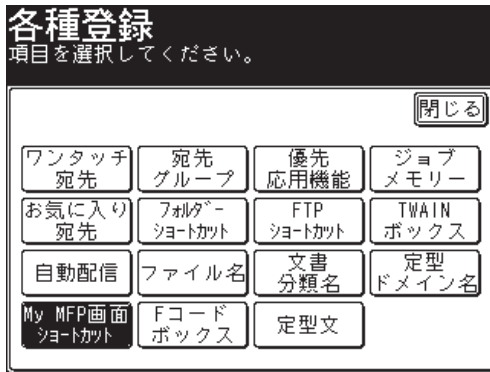 各種登録
項目を選択してください。
閉じる
ワンタッチ
宛先
宛先
グループ
優先
応用機能
ジョブ
メモリー
お気に入り
宛先
フォルダー
ショートカット
FTP
ショートカット
TWAIN
ボックス
自動配信
ファイル名
文書
分類名
定型
ドメイン名
My MFP画面
ショートカット
Fコード
ボックス
定型文